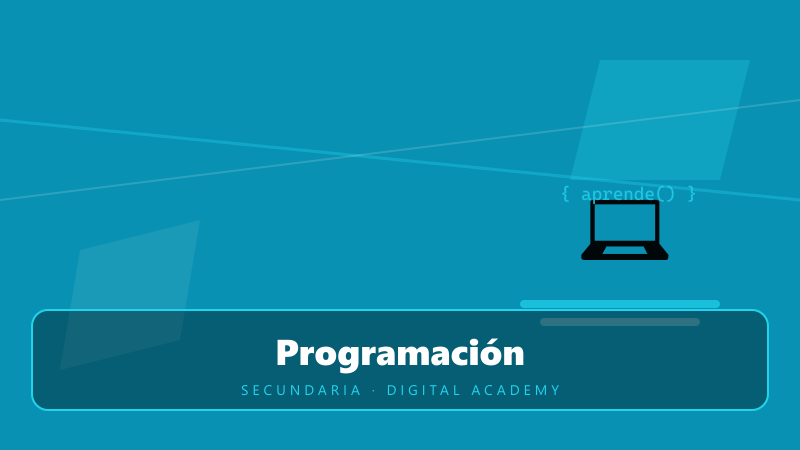 { aprende() }
Programación
SECUNDARIA · DIGITAL ACADEMY